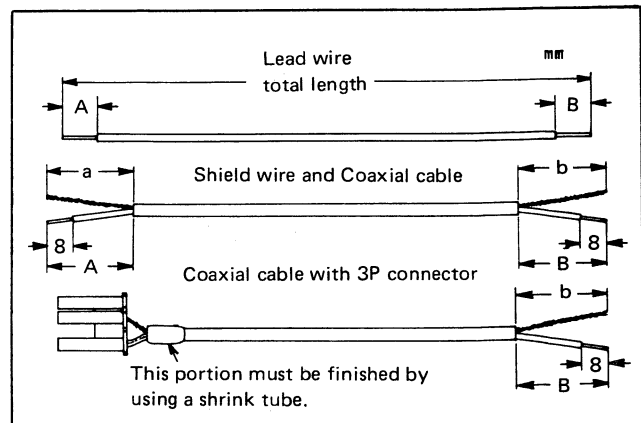 Lead wire mm
total length
A B
a Shield wire and Coaxial cable b
8 8
A B
Coaxial cable with 3P connector
b
8
B
This portion must be finished by
using a shrink tube.